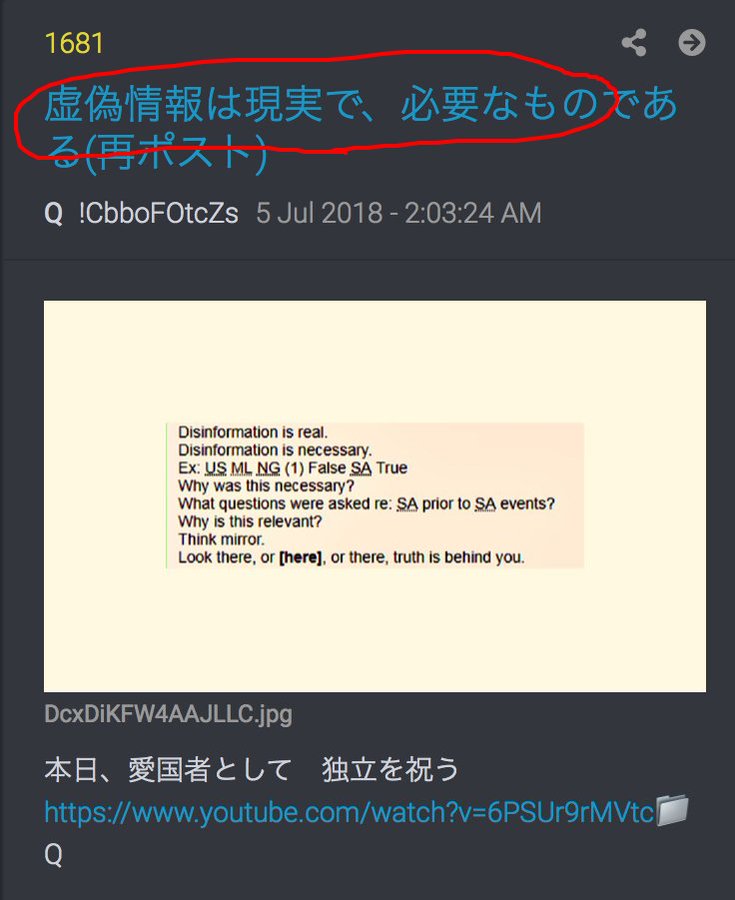 1681
虚偽情報は現実で、必要なものであ
る(再ポスト)
Q !CbboFOtcZs 5 Jul 2018 - 2:03:24 AM
Disinformation is real.
Disinformation is necessary.
Ex: US ML NG (1) False SA True
Why was this necessary?
What questions were asked re: SA prior to SA events?
Why is this relevant?
Think mirror.
Look there, or [here], or there, truth is behind you.
DcxDiKFW4AAJLLC.jpg
本日、愛国者として　独立を祝う
https://www.youtube.com/watch?v=6PSUr9rMVtc
Q